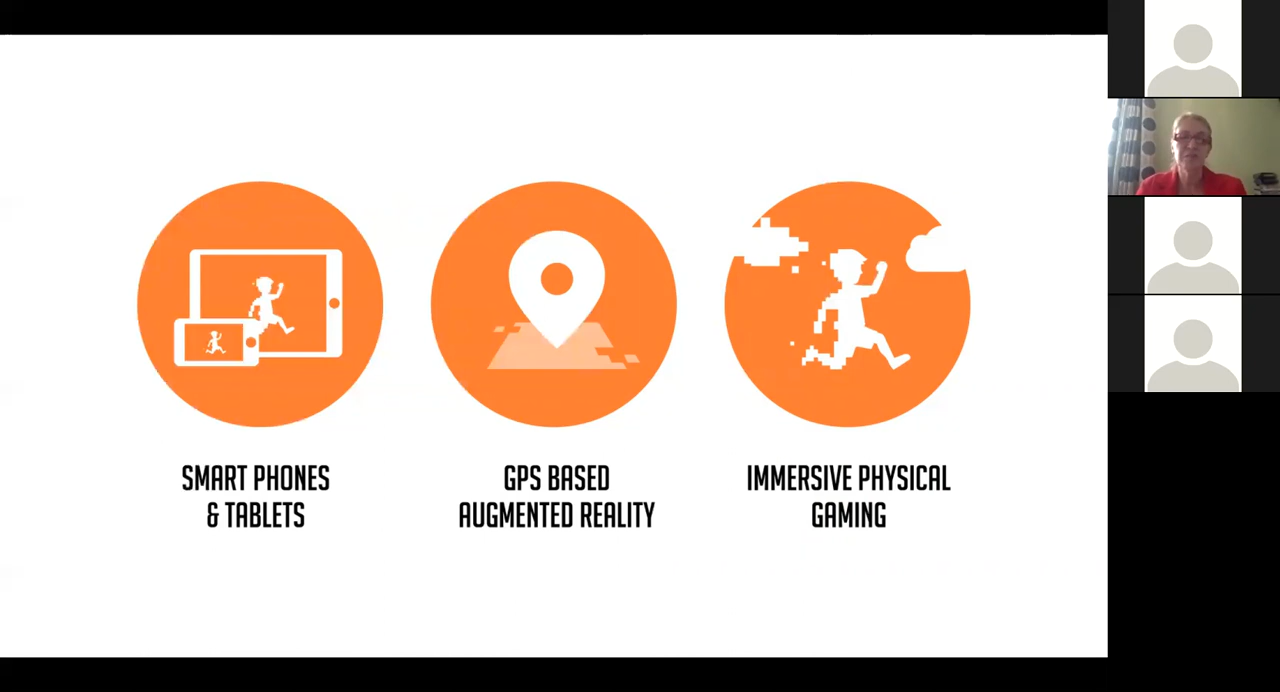 SMART PHONES
& TABLETS
GPS BASED
AUGMENTED REALITY
IMMERSIVE PHYSICAL
GAMING